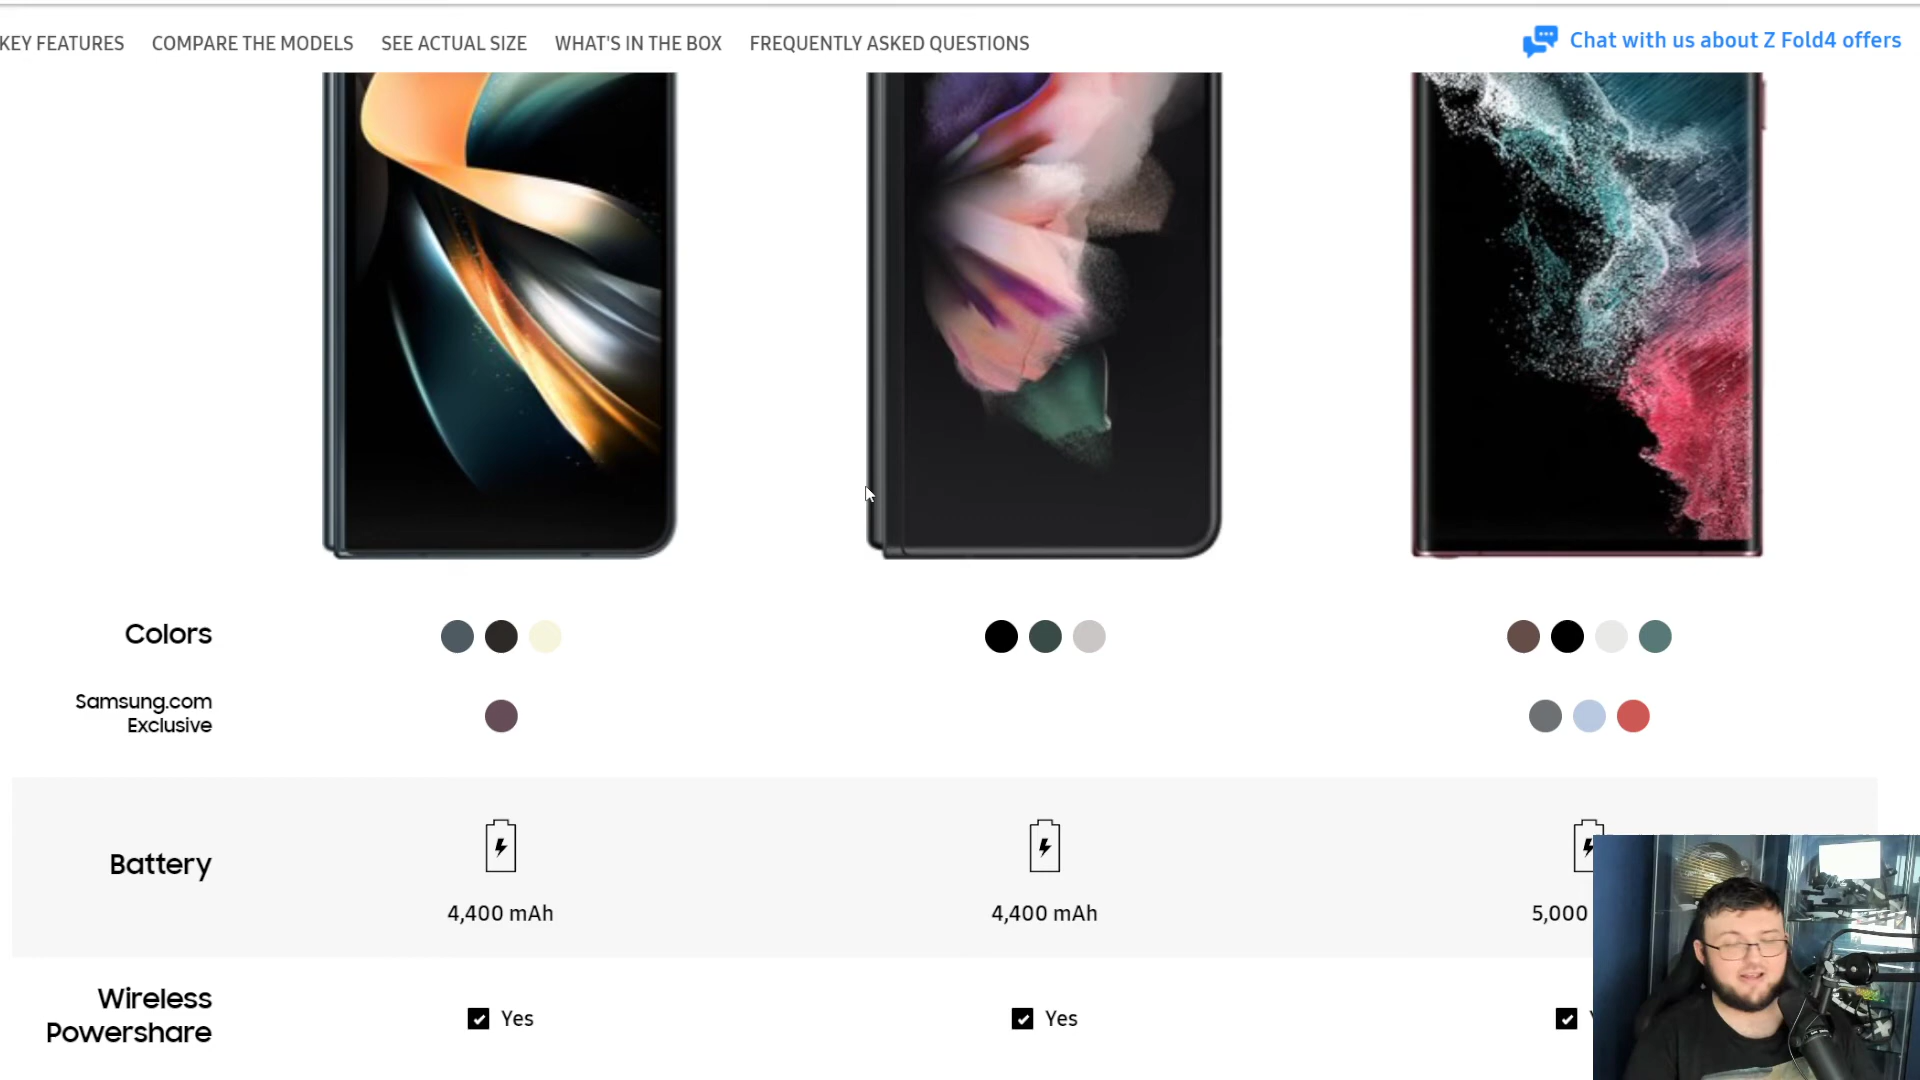 KEY FEATURES COMPARE THE MODELS SEE ACTUAL SIZE WHAT'S IN THE BOX FREQUENTLY ASKED QUESTIONS Chat with us about Z Fold4 offers
Colors
Samsung.com
Exclusive
Battery
4,400 mAh 4,400 mAh 5,000
Wireless
Powershare
Yes Yes